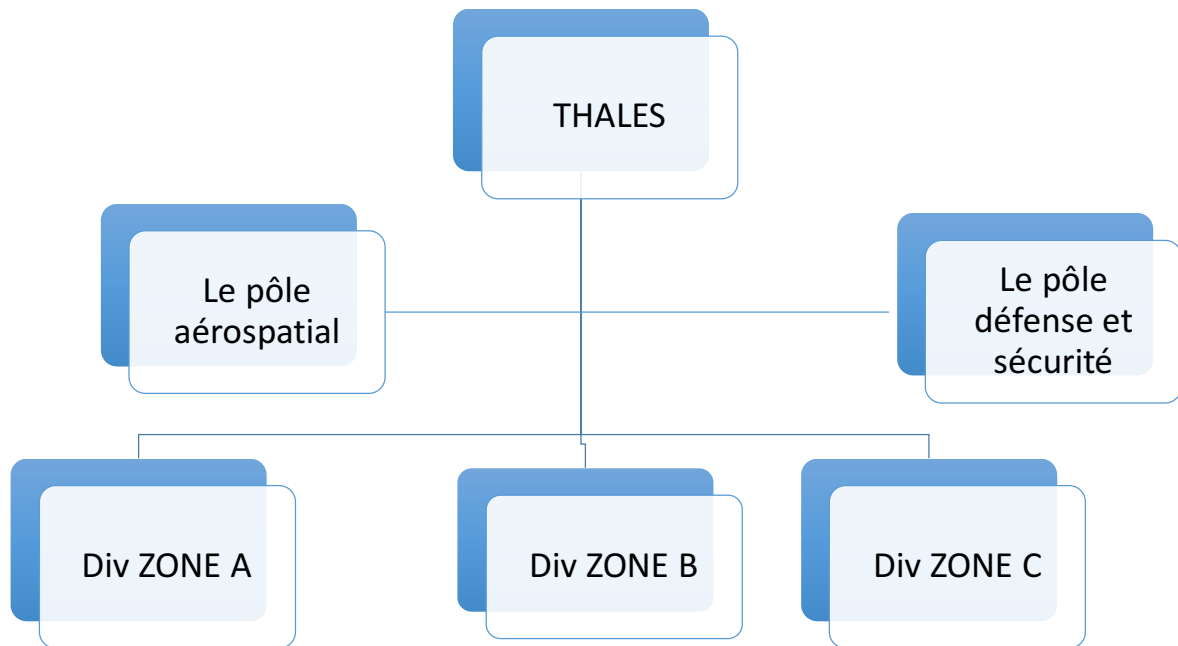 THALES
Le pôle
aérospatial
Le pôle
défense et
sécurité
Div ZONE A
Div ZONE B
Div ZONE C